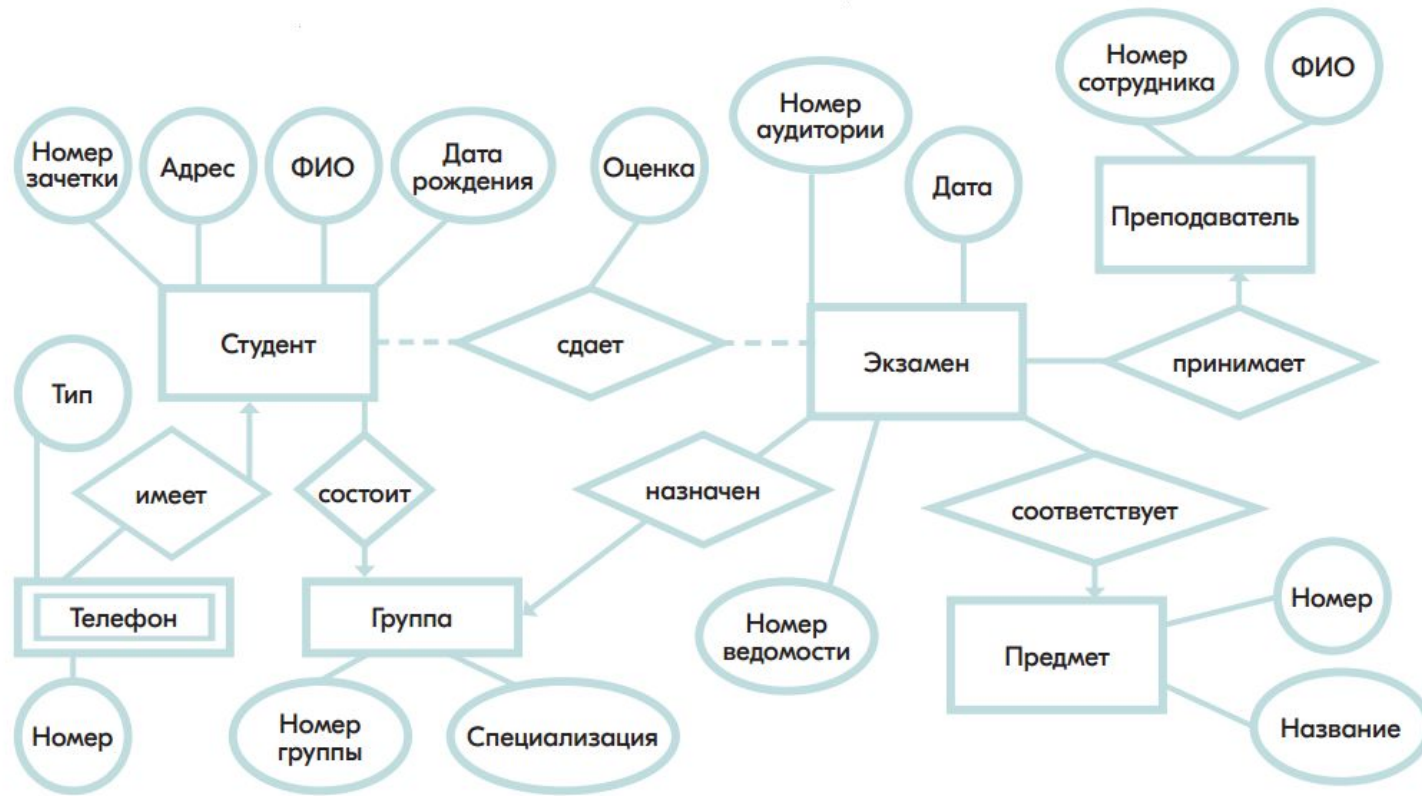 Номер
сотрудника
ФИО
Номер
аудитории
Номер
зачетки
Адрес
ФИО
Дата
рождения
Оценка
Дата
Преподаватель
Студент
сдает
Экзамен
принимает
Тип
имеет
состоит
назначен
соответствует
Телефон
Группа
Номер
ведомости
Предмет
Номер
Номер
Номер
группы
Специализация
Название